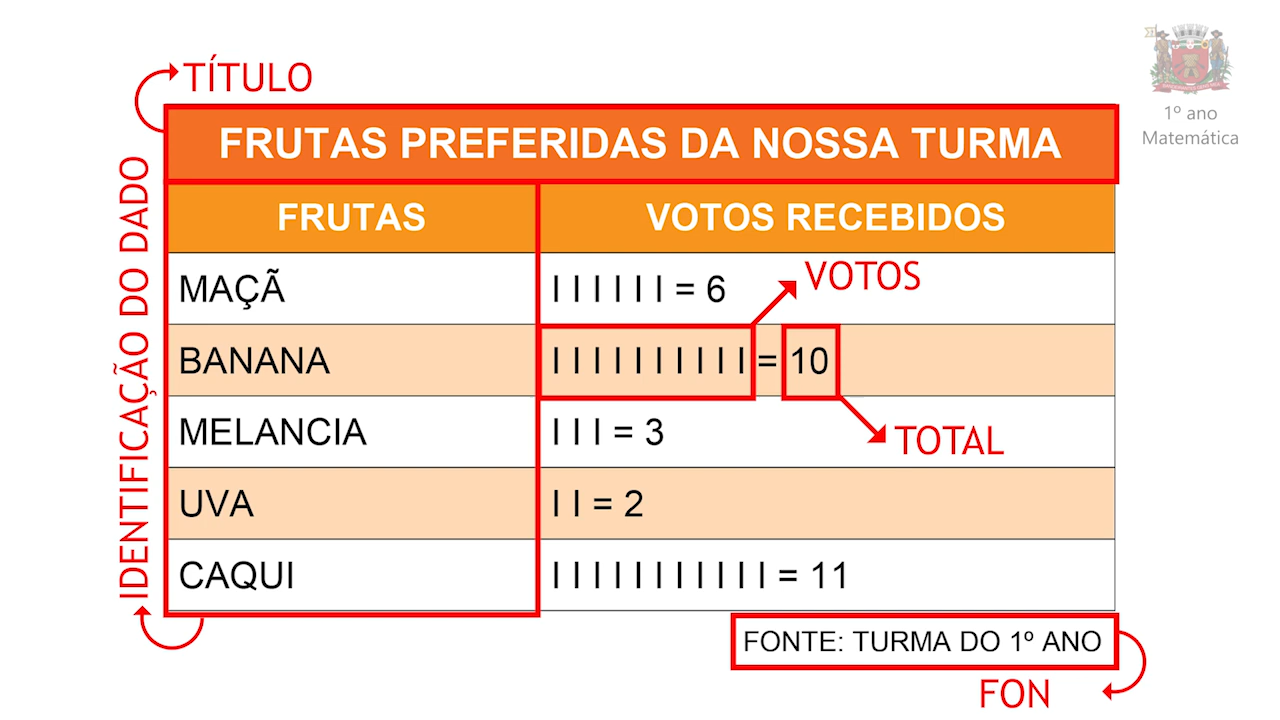 TÍTULO
1º ano
Matemática
FRUTAS PREFERIDAS DA NOSSA TURMA
IDENTIFICAÇÃO DO DADO
FRUTAS VOTOS RECEBIDOS
MAÇÃ I I I I I I = 6
VOTOS
BANANA I I I I I I I I I I = 10
MELANCIA I I I = 3
TOTAL
UVA I I = 2
CAQUI I I I I I I I I I I I = 11
FONTE: TURMA DO 1º ANO
FON